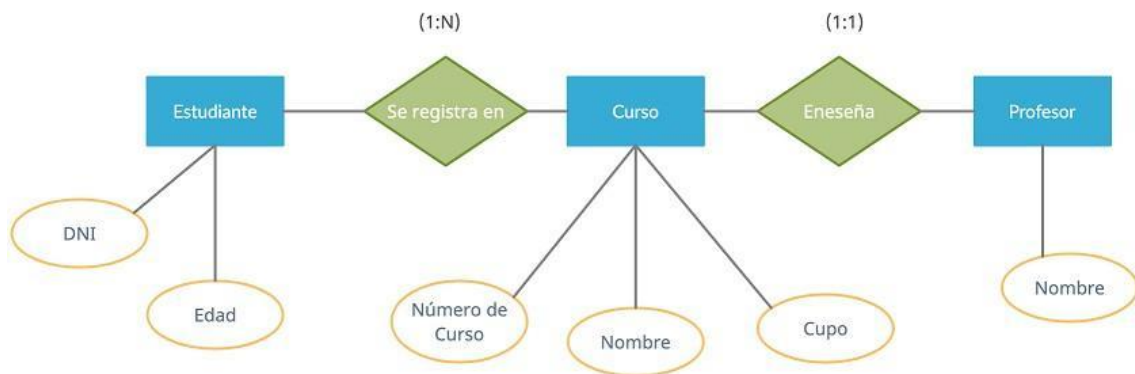 (1:N)
(1:1)
Estudiante
Se registra en
Curso
Eneseña
Profesor
DNI
Edad
Número de
Curso
Nombre
Cupo
Nombre